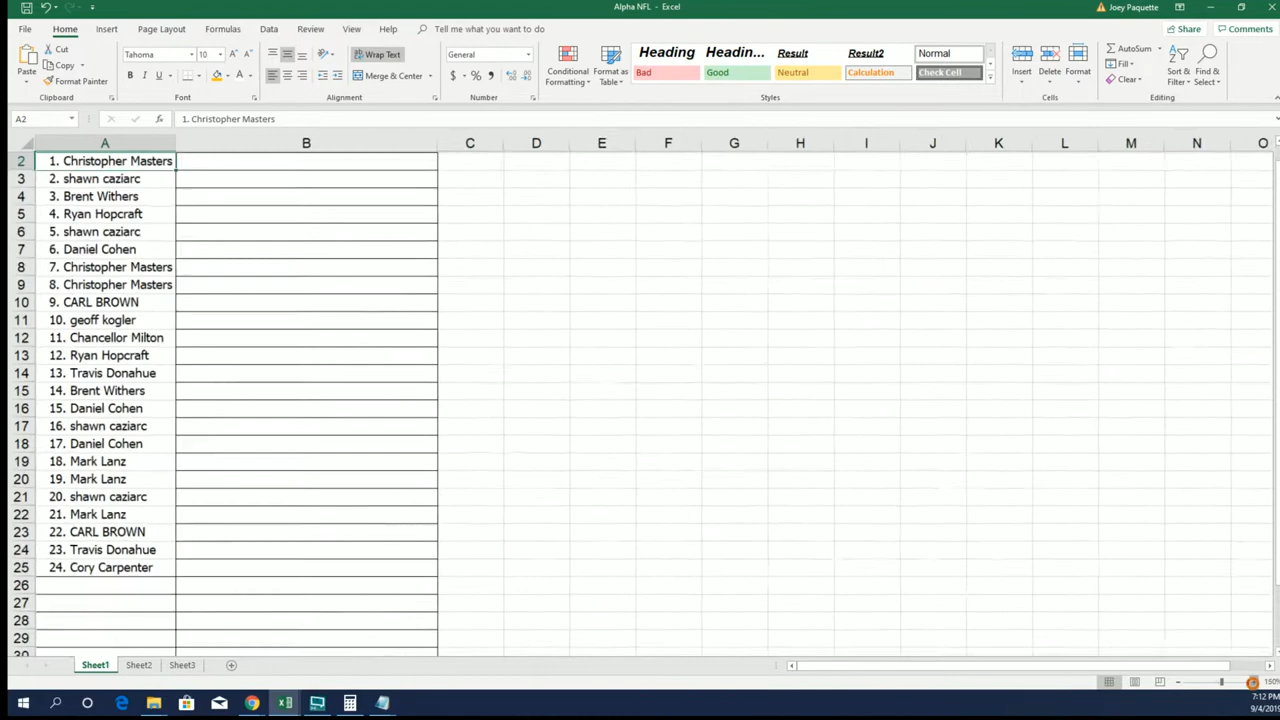 Alpha NFL - Excel
Joey Paquette
File Home Insert Page Layout Formulas Data Review View Help Tell me what you want to do
Share Comments
Paste Cut Copy Format Painter
Tahoma 10 B I U A
Wrap Text Merge & Center
General $ % ,
Conditional Formatting Format as Table
Heading Headin... Result Result2 Normal
Bad Good Neutral Calculation Check Cell
Insert Delete Format
AutoSum Fill Clear Sort & Filter Find & Select
Clipboard Font Alignment Number Styles Cells Editing
A2 fx 1. Christopher Masters
A B C D E F G H I J K L M N O
2 1. Christopher Masters
3 2. shawn caziarc
4 3. Brent Withers
5 4. Ryan Hopcraft
6 5. shawn caziarc
7 6. Daniel Cohen
8 7. Christopher Masters
9 8. Christopher Masters
10 9. CARL BROWN
11 10. geoff kogler
12 11. Chancellor Milton
13 12. Ryan Hopcraft
14 13. Travis Donahue
15 14. Brent Withers
16 15. Daniel Cohen
17 16. shawn caziarc
18 17. Daniel Cohen
19 18. Mark Lanz
20 19. Mark Lanz
21 20. shawn caziarc
22 21. Mark Lanz
23 22. CARL BROWN
24 23. Travis Donahue
25 24. Cory Carpenter
26
27
28
29
30
Sheet1 Sheet2 Sheet3
150%
7:12 PM
9/4/2019